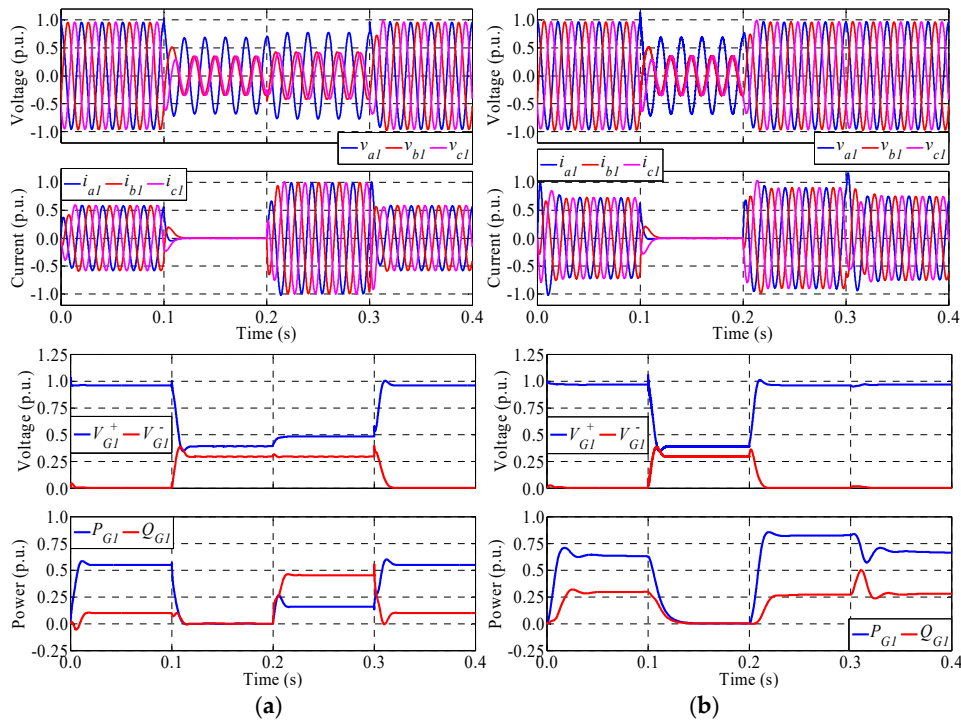 1.0
0.5
0.0
-0.5
-1.0
Voltage (p.u.)
v_a1 v_b1 v_c1
i_a1 i_b1 i_c1
1.0
0.5
0.0
-0.5
-1.0
Current (p.u.)
0.0 0.1 0.2 0.3 0.4
Time (s)
1.25
1.0
0.75
0.5
0.25
0.0
Voltage (p.u.)
V_G1^+ V_G1^-
P_G1 Q_G1
1.0
0.75
0.5
0.25
0.0
-0.25
Power (p.u.)
0.0 0.1 0.2 0.3 0.4
Time (s)
(a)
1.0
0.5
0.0
-0.5
-1.0
Voltage (p.u.)
v_a1 v_b1 v_c1
i_a1 i_b1 i_c1
1.0
0.5
0.0
-0.5
-1.0
Current (p.u.)
0.0 0.1 0.2 0.3 0.4
Time (s)
1.25
1.0
0.75
0.5
0.25
0.0
Voltage (p.u.)
V_G1^+ V_G1^-
1.0
0.75
0.5
0.25
0.0
-0.25
Power (p.u.)
P_G1 Q_G1
0.0 0.1 0.2 0.3 0.4
Time (s)
(b)